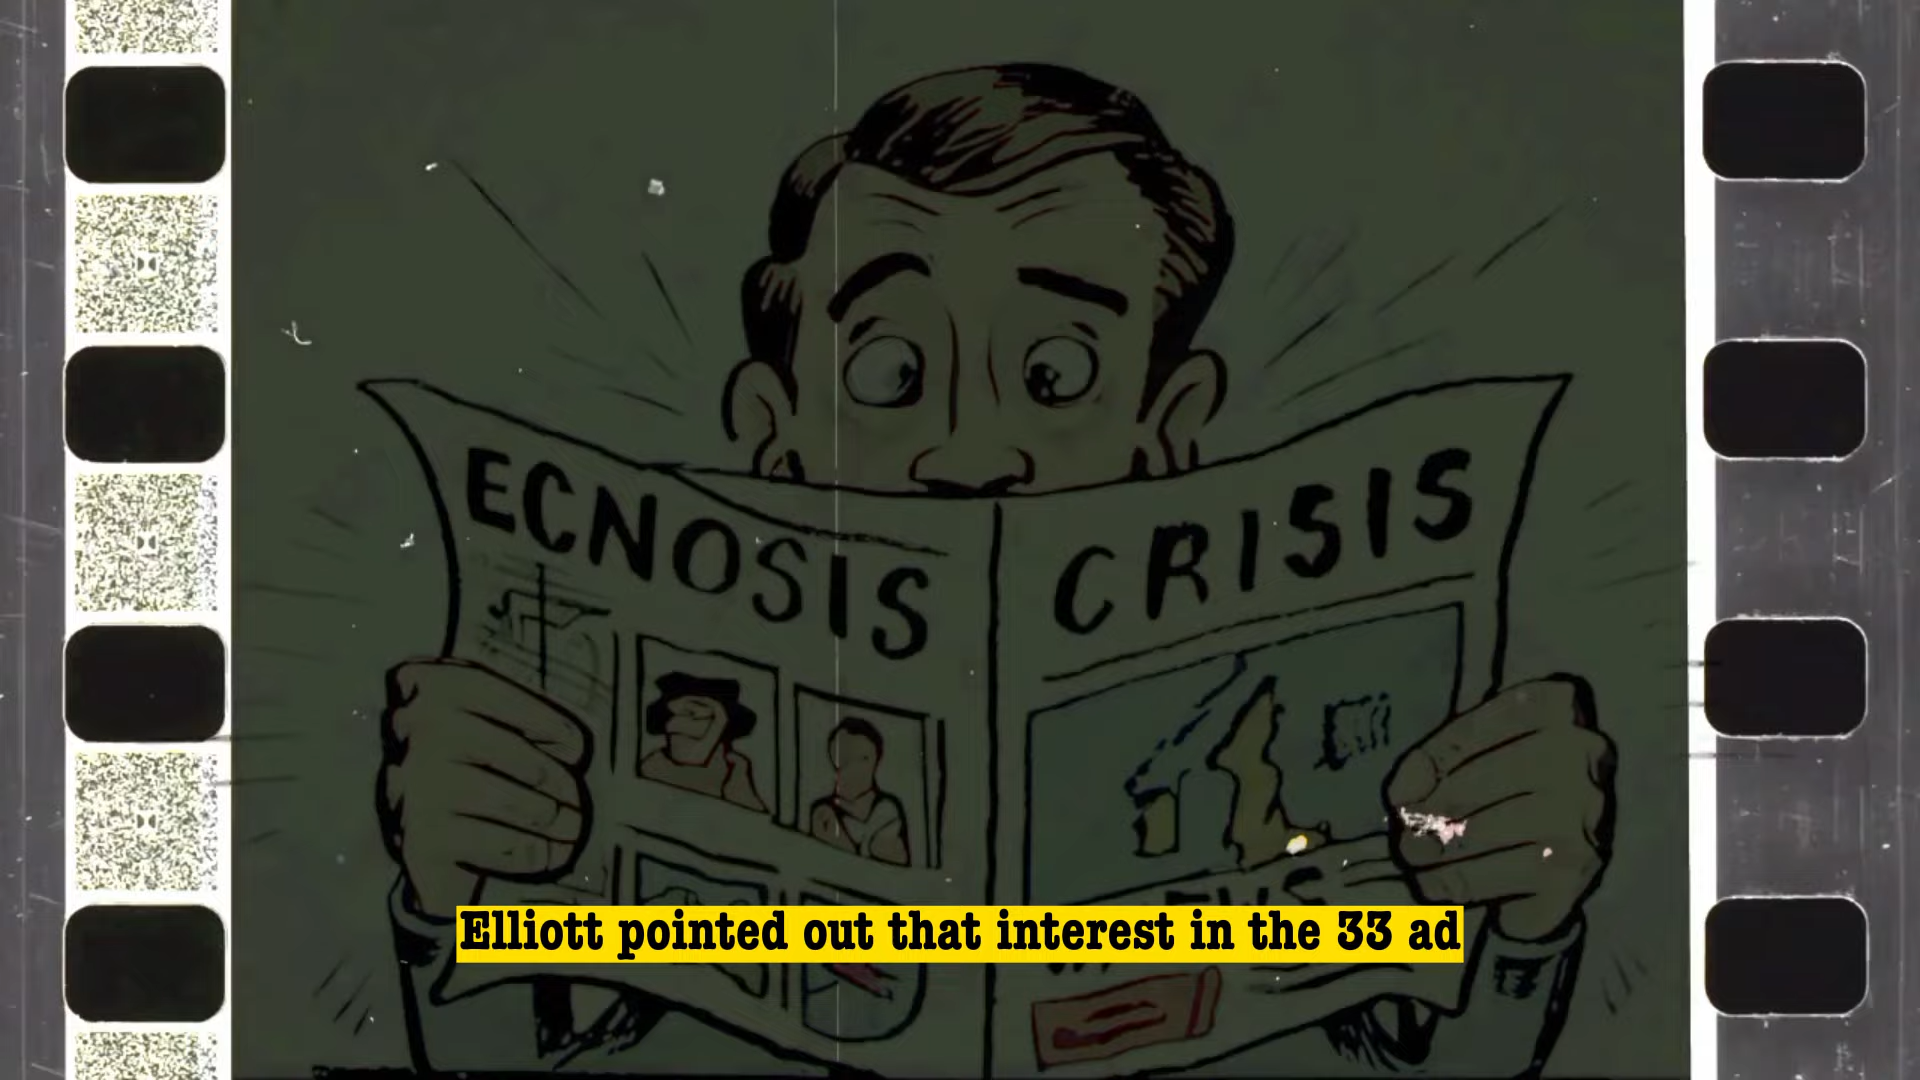 ECNOSIS
CRISIS
Elliott pointed out that interest in the 33 ad